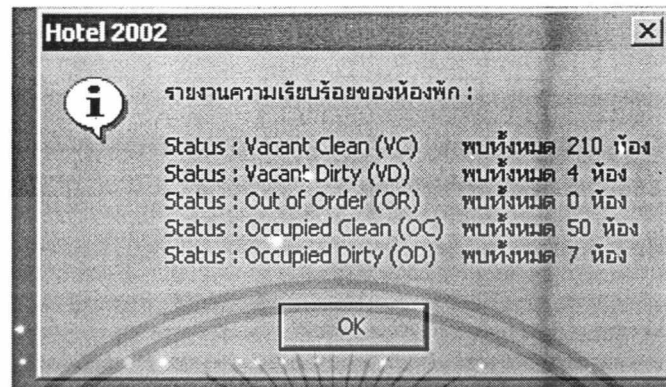 Hotel 2002
รายงานความเรียบร้อยของห้องพัก :
Status : Vacant Clean (VC) พบทั้งหมด 210 ห้อง
Status : Vacant Dirty (VD) พบทั้งหมด 4 ห้อง
Status : Out of Order (OR) พบทั้งหมด 0 ห้อง
Status : Occupied Clean (OC) พบทั้งหมด 50 ห้อง
Status : Occupied Dirty (OD) พบทั้งหมด 7 ห้อง
OK